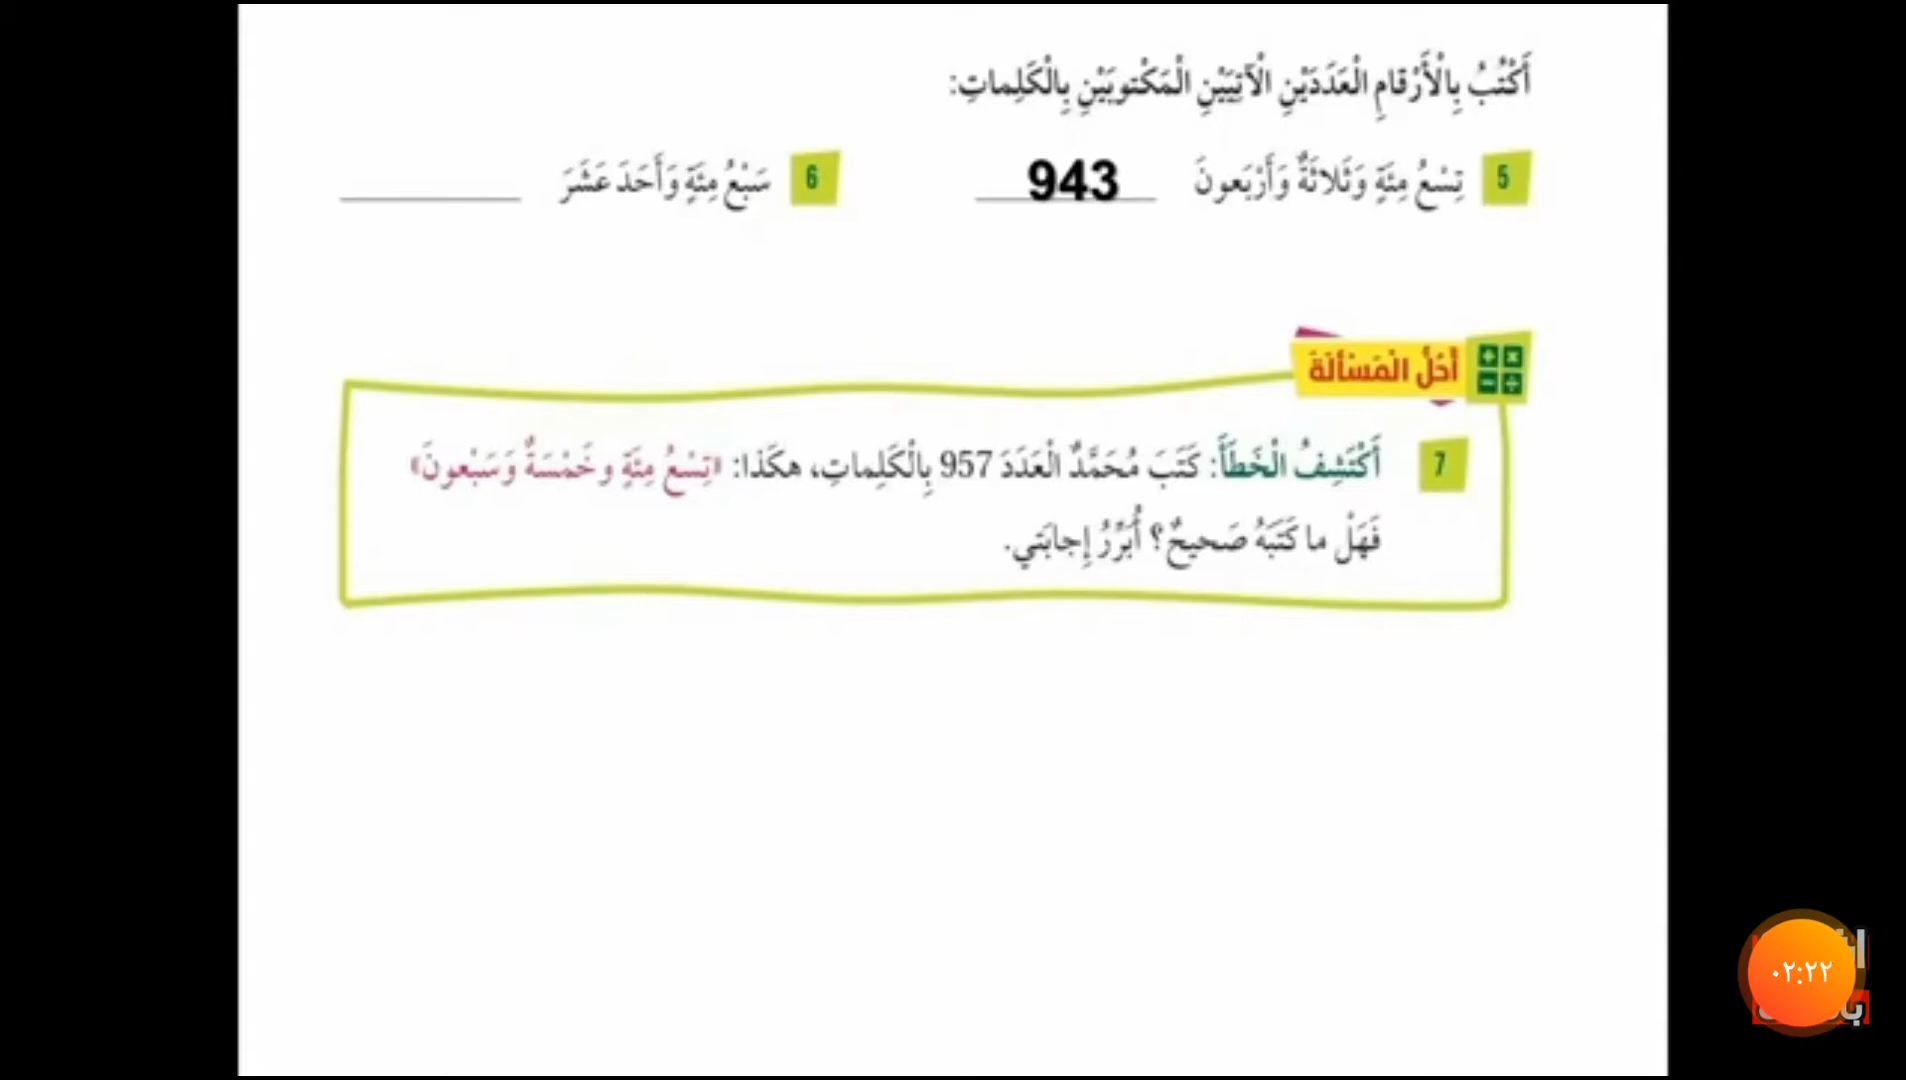 أَكْتُبُ بِالْأَرْقامِ الْعَدَدَيْنِ الْآتِيَيْنِ الْمَكْتوبَيْنِ بِالْكَلِماتِ:
5 تِسْعُ مِئَةٍ وَثَلاثَةٌ وَأَرْبَعونَ 943
6 سَبْعُ مِئَةٍ وَأَحَدَ عَشَرَ
أَحُلُّ الْمَسْأَلَةَ
7 أَكْتَشِفُ الْخَطَأَ: كَتَبَ مُحَمَّدٌ الْعَدَدَ 957 بِالْكَلِماتِ، هكَذا: «تِسْعُ مِئَةٍ وخَمْسَةٌ وَسَبْعونَ»
فَهَلْ ما كَتَبَهُ صَحيحٌ؟ أُبَرِّرُ إِجابَتي.
٠٢:٢٢